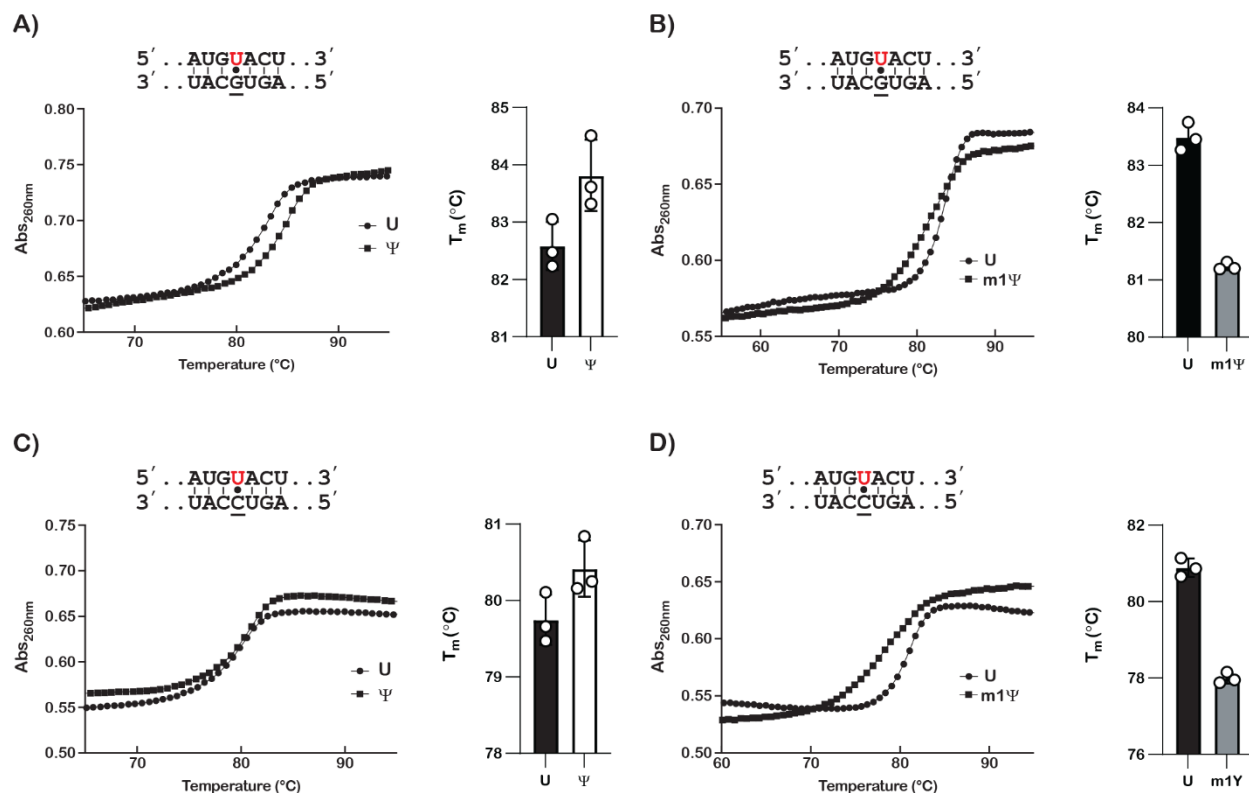 A)
5′ ..AUGUACU..3′
3′ ..UACGUGA..5′
0.80
0.75
0.70
0.65
0.60
Abs260nm
70
80
90
Temperature (°C)
U
Ψ
85
84
83
82
81
Tm (°C)
U
Ψ
B)
5′ ..AUGUACU..3′
3′ ..UACGUGA..5′
0.70
0.65
0.60
0.55
Abs260nm
60
70
80
90
Temperature (°C)
U
m1Ψ
84
83
82
81
80
Tm (°C)
U
m1Ψ
C)
5′ ..AUGUACU..3′
3′ ..UACCUGA..5′
0.75
0.70
0.65
0.60
0.55
0.50
Abs260nm
70
80
90
Temperature (°C)
U
Ψ
81
80
79
78
Tm (°C)
U
Ψ
D)
5′ ..AUGUACU..3′
3′ ..UACCUGA..5′
0.70
0.65
0.60
0.55
0.50
Abs260nm
60
70
80
90
Temperature (°C)
U
m1Ψ
82
80
78
76
Tm (°C)
U
m1Y